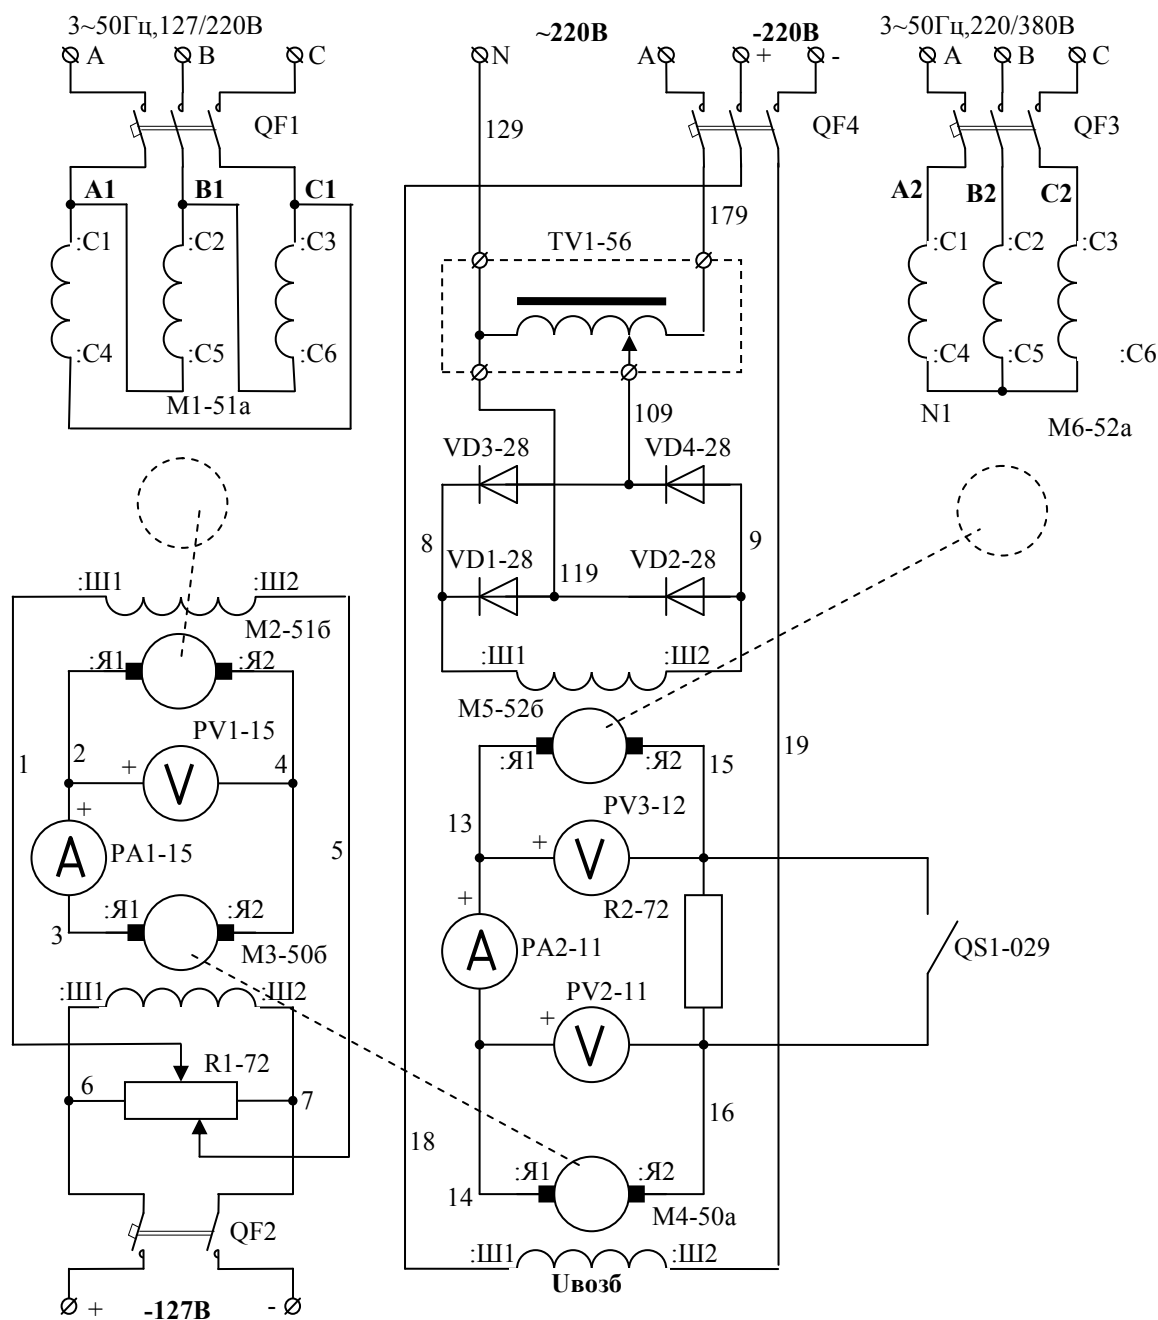 3~50Гц,127/220В
~220В
-220В
3~50Гц,220/380В
A B C
N
A + -
A B C
QF1
129
QF4
QF3
A1 B1 C1
179
A2 B2 C2
TV1-56
:C1 :C2 :C3
:C1 :C2 :C3
:C4 :C5 :C6
:C4 :C5 :C6
M1-51а
109
N1
M6-52а
VD3-28 VD4-28
8
9
VD1-28
119
VD2-28
:Ш1 :Ш2
M2-51б
:Я1 :Я2
:Ш1 :Ш2
M5-52б
PV1-15
1
2
+
V
4
19
:Я1 :Я2
15
PV3-12
+
A
PA1-15
5
13
+
V
:Я1 :Я2
3
M3-50б
+
R2-72
A
PA2-11
QS1-029
:Ш1 :Ш2
PV2-11
+
V
R1-72
6
7
16
18
:Я1 :Я2
14
M4-50а
QF2
:Ш1 :Ш2
Uвозб
+
-127В
-